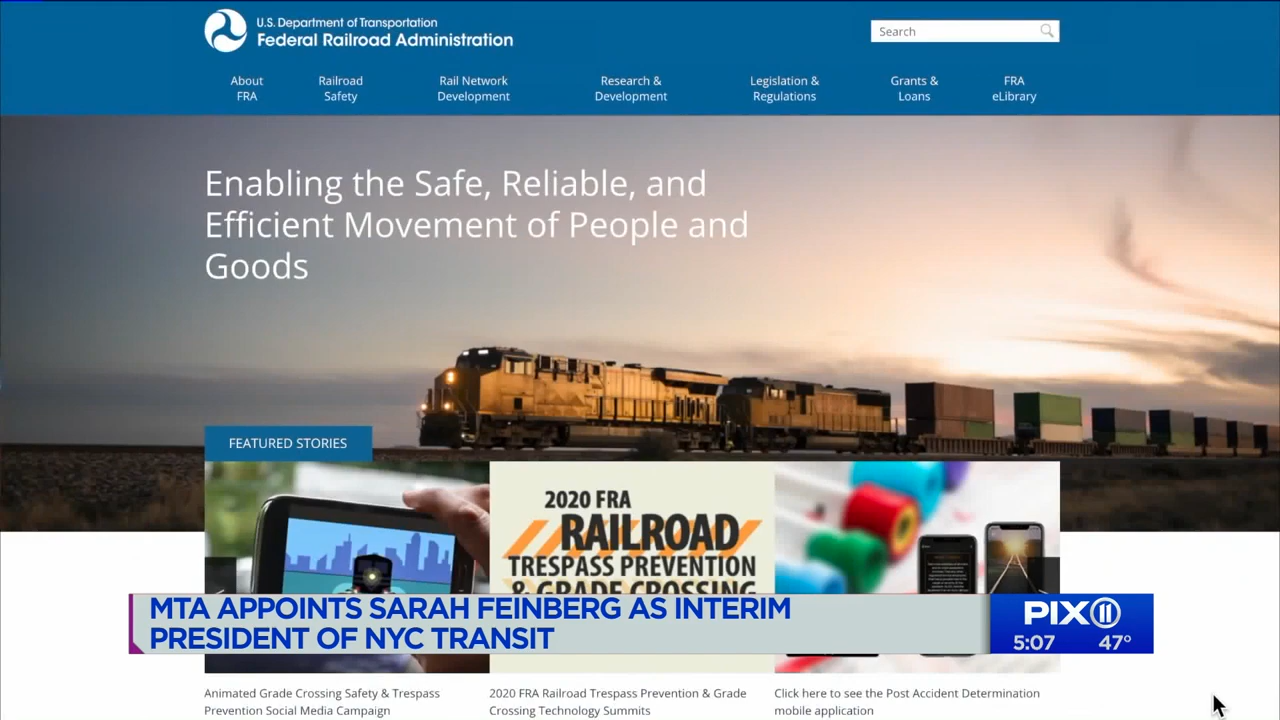 U.S. Department of Transportation
Federal Railroad Administration
Search
About
FRA
Railroad
Safety
Rail Network
Development
Research &
Development
Legislation &
Regulations
Grants &
Loans
FRA
eLibrary
Enabling the Safe, Reliable, and
Efficient Movement of People and
Goods
FEATURED STORIES
2020 FRA
RAILROAD
TRESPASS PREVENTION
& GRADE CROSSING
MTA APPOINTS SARAH FEINBERG AS INTERIM
PRESIDENT OF NYC TRANSIT
PIX11
5:07 47°
Animated Grade Crossing Safety & Trespass
Prevention Social Media Campaign
2020 FRA Railroad Trespass Prevention & Grade
Crossing Technology Summits
Click here to see the Post Accident Determination
mobile application